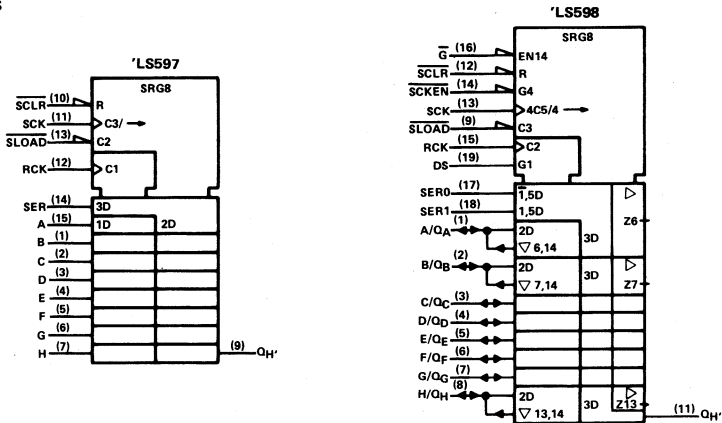 'LS597
SRG8
SCLR (10) R
SCK (11) C3/
SLOAD (13) C2
RCK (12) C1
SER (14) 3D
A (15) 1D 2D
B (1)
C (2)
D (3)
E (4)
F (5)
G (6)
H (7) (9) QH'
'LS598
SRG8
G (16) EN14
SCLR (12) R
SCKEN (14) G4
SCK (13) 4C5/4
SLOAD (9) C3
RCK (15) C2
DS (19) G1
SER0 (17) 1,5D
SER1 (18) 1,5D Z6
A/QA (1) 2D 3D
6,14
B/QB (2) 2D 3D
7,14 Z7
C/QC (3)
D/QD (4)
E/QE (5)
F/QF (6)
G/QG (7)
H/QH (8) 2D 3D Z13
13,14 (11) QH'